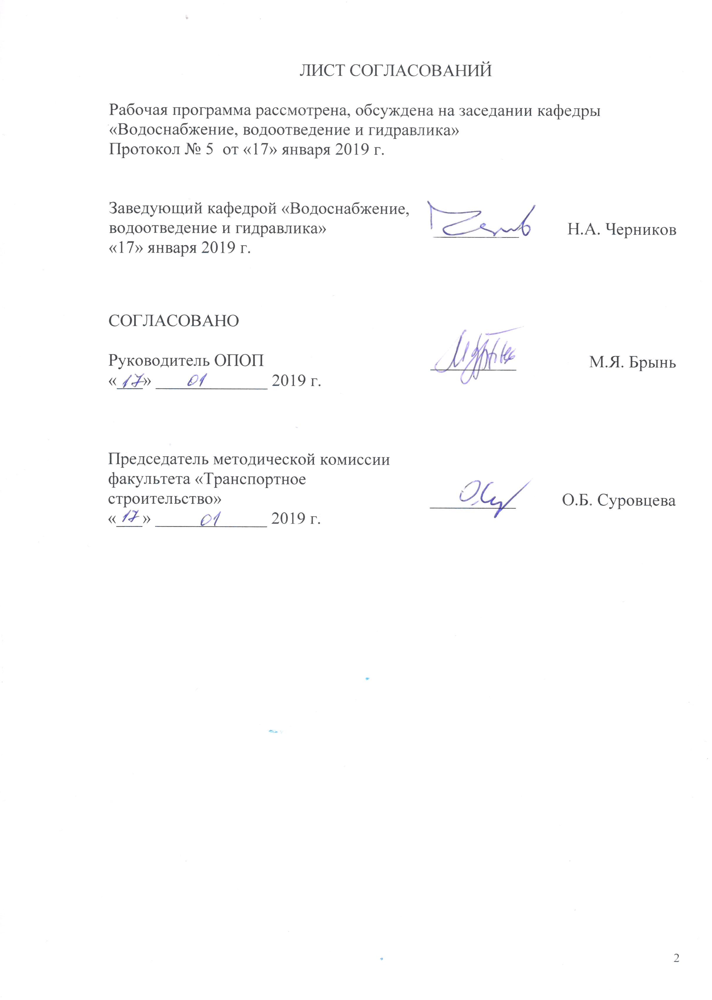 ЛИСТ СОГЛАСОВАНИЙ
Рабочая программа рассмотрена, обсуждена на заседании кафедры
«Водоснабжение, водоотведение и гидравлика»
Протокол № 5 от «17» января 2019 г.
Заведующий кафедрой «Водоснабжение,
водоотведение и гидравлика» Н.А. Черников
«17» января 2019 г.
СОГЛАСОВАНО
Руководитель ОПОП М.Я. Брынь
«17» 01 2019 г.
Председатель методической комиссии
факультета «Транспортное
строительство» О.Б. Суровцева
«17» 01 2019 г.
2